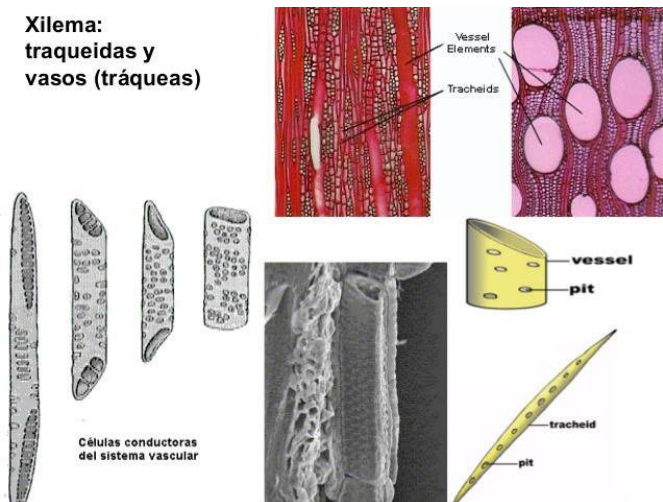 Xilema:
traqueidas y
vasos (tráqueas)
Vessel
Elements
Tracheids
vessel
pit
tracheid
pit
Células conductoras
del sistema vascular